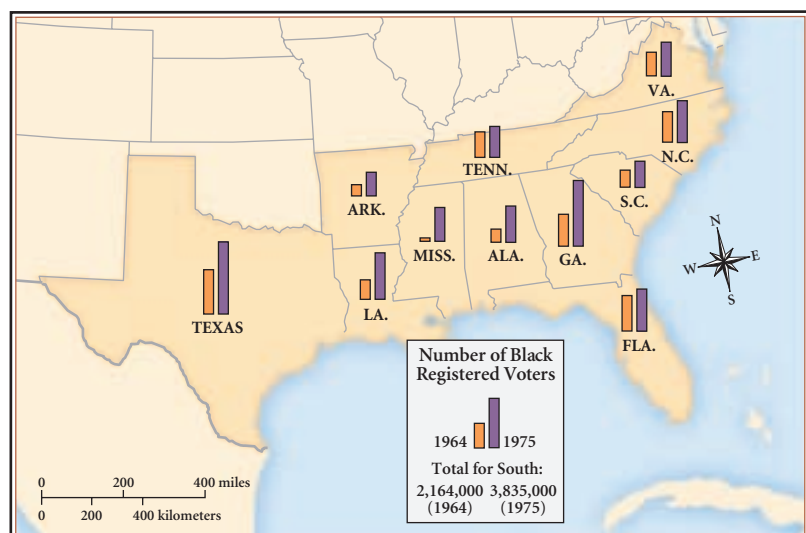 VA.
N.C.
TENN.
S.C.
ARK.
MISS.
ALA.
GA.
LA.
TEXAS
FLA.
N
W
E
S
Number of Black
Registered Voters
1964 1975
Total for South:
2,164,000 3,835,000
(1964) (1975)
0 200 400 miles
0 200 400 kilometers